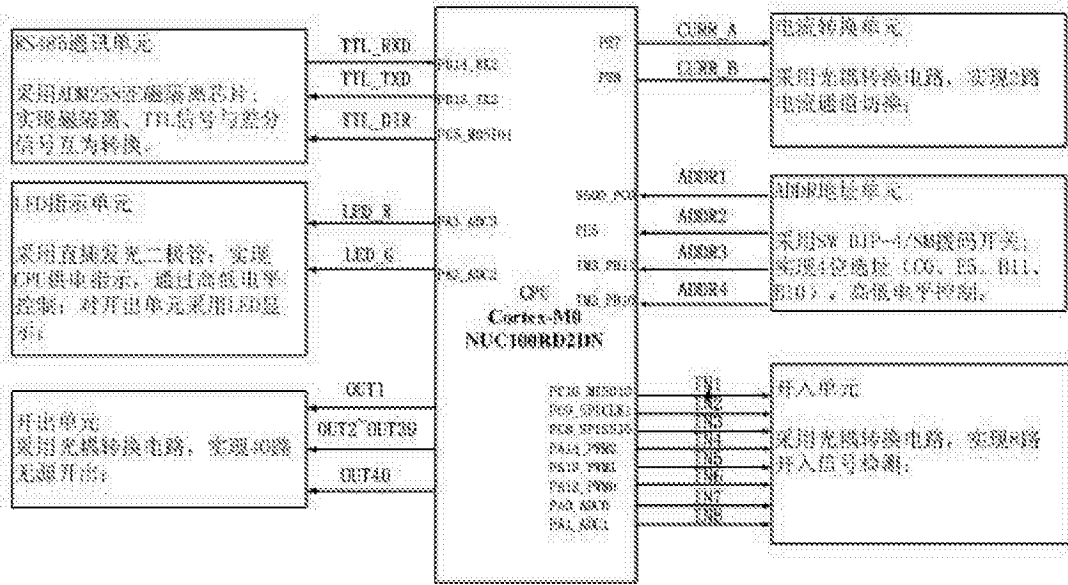 RS485通讯单元
采用ADM2587磁隔离芯片;
实现磁隔离、TTL信号与差分
信号互为转换。
TTL_RXD
TTL_TXD
TTL_DIR
LED指示单元
采用直接发光二极管; 实现
CPU供电指示, 通过高低电平
控制; 对开出单元采用LED显
示;
LED_R
LED_G
PA3_ADC3
PA2_ADC2
开出单元
采用光耦转换电路, 实现40路
无源开出;
OUT1
OUT2~OUT39
OUT40
CPU
Cortex-M0
NUC100RD2DN
CURR_A
CURR_B
电流转换单元
采用光耦转换电路, 实现2路
电流通道切换;
ADDR1
ADDR2
ADDR3
ADDR4
PE5
ADDR地址单元
采用SW DIP-4/SM拨码开关;
实现4位选址 (C0、E5、B11、
B10), 高低电平控制。
IN1
IN2
IN3
IN4
IN5
IN6
IN7
IN8
PA0_ADC0
PA1_ADC1
开入单元
采用光耦转换电路, 实现8路
开入信号检测;